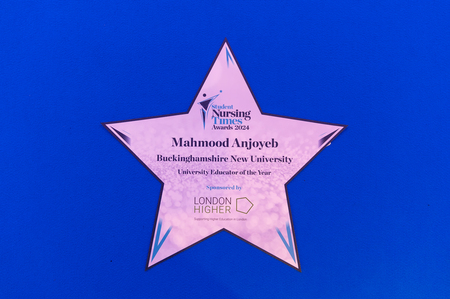 Student
Nursing
Times
Awards 2024
Mahmood Anjoyeb
Buckinghamshire New University
University Educator of the Year
Sponsored by
LONDON
HIGHER